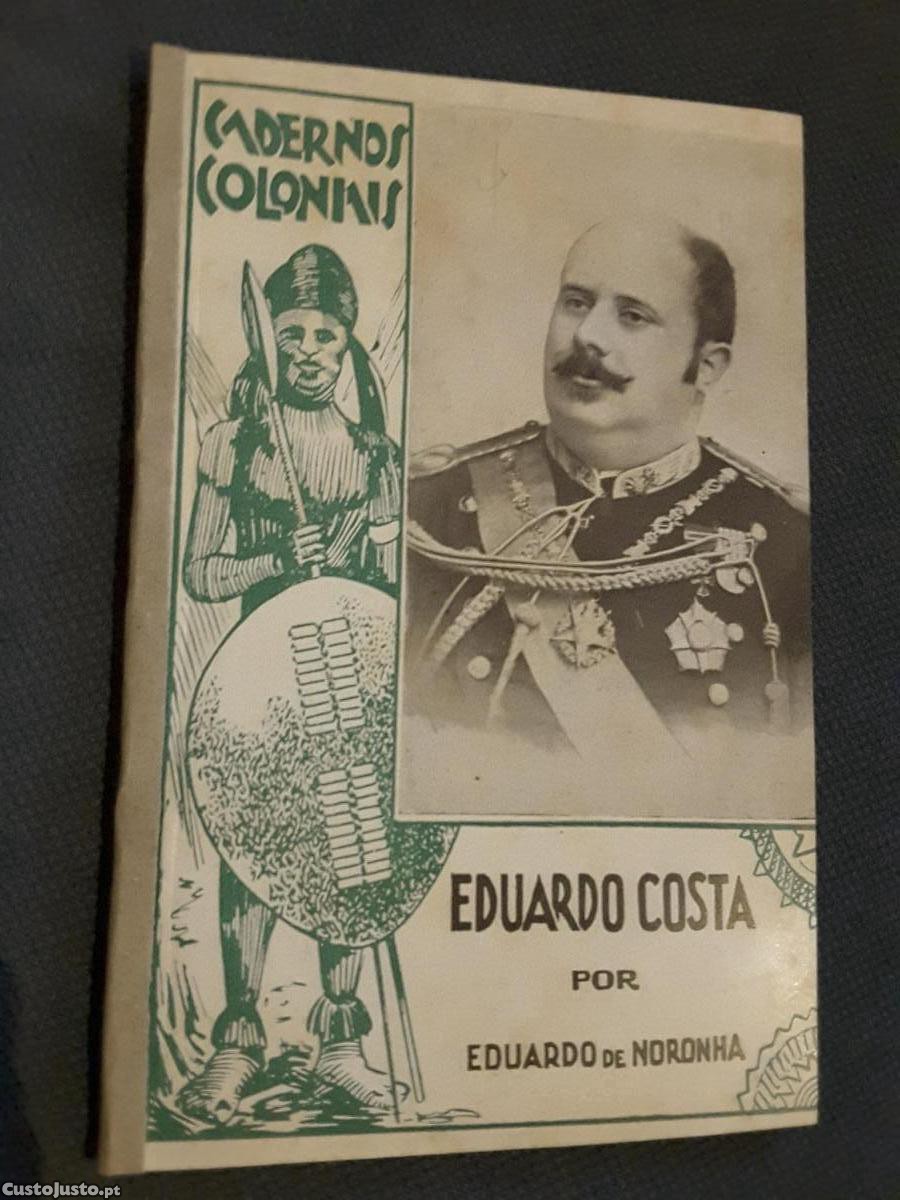 CADERNOS
COLONIAIS
EDUARDO COSTA
POR
EDUARDO DE NORONHA
CustoJusto.pt